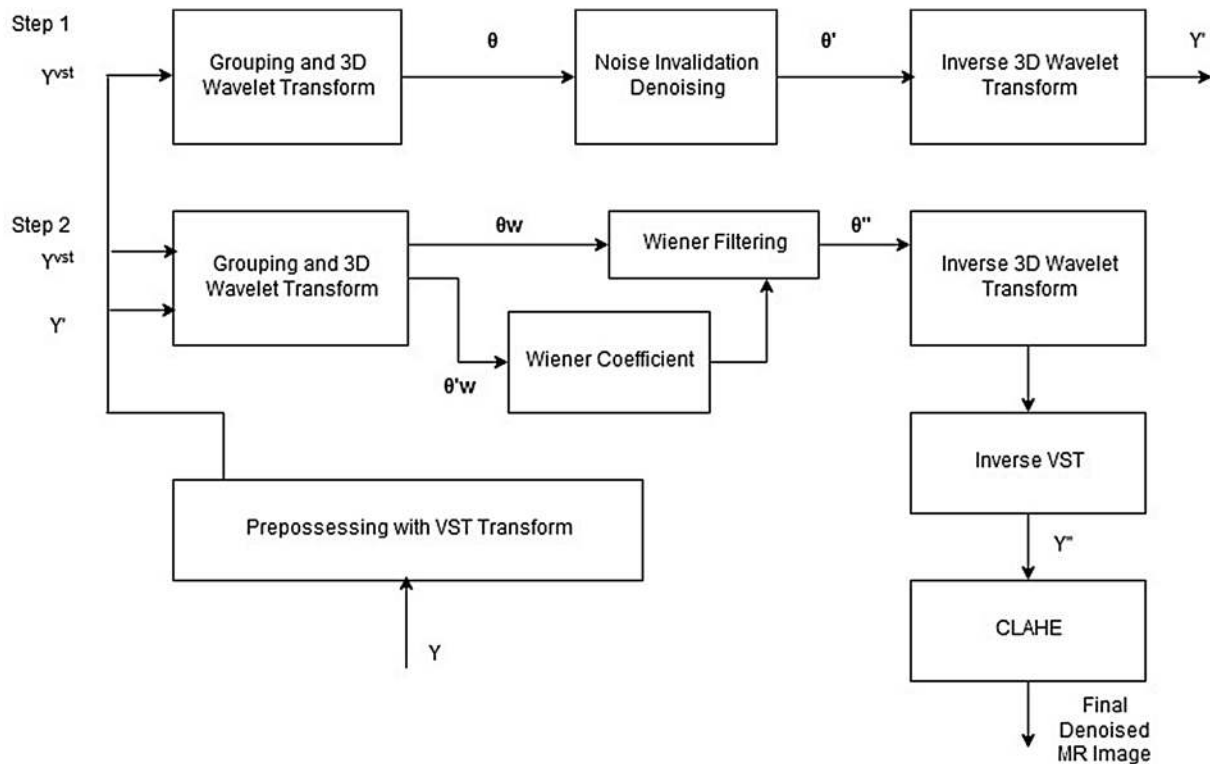 Step 1
Yvst
Grouping and 3D
Wavelet Transform
θ
Noise Invalidation
Denoising
θ'
Inverse 3D Wavelet
Transform
Y'
Step 2
Yvst
Y'
Grouping and 3D
Wavelet Transform
θw
Wiener Filtering
θ"
Inverse 3D Wavelet
Transform
θ'w
Wiener Coefficient
Inverse VST
Prepossessing with VST Transform
Y
Y"
CLAHE
Final
Denoised
MR Image